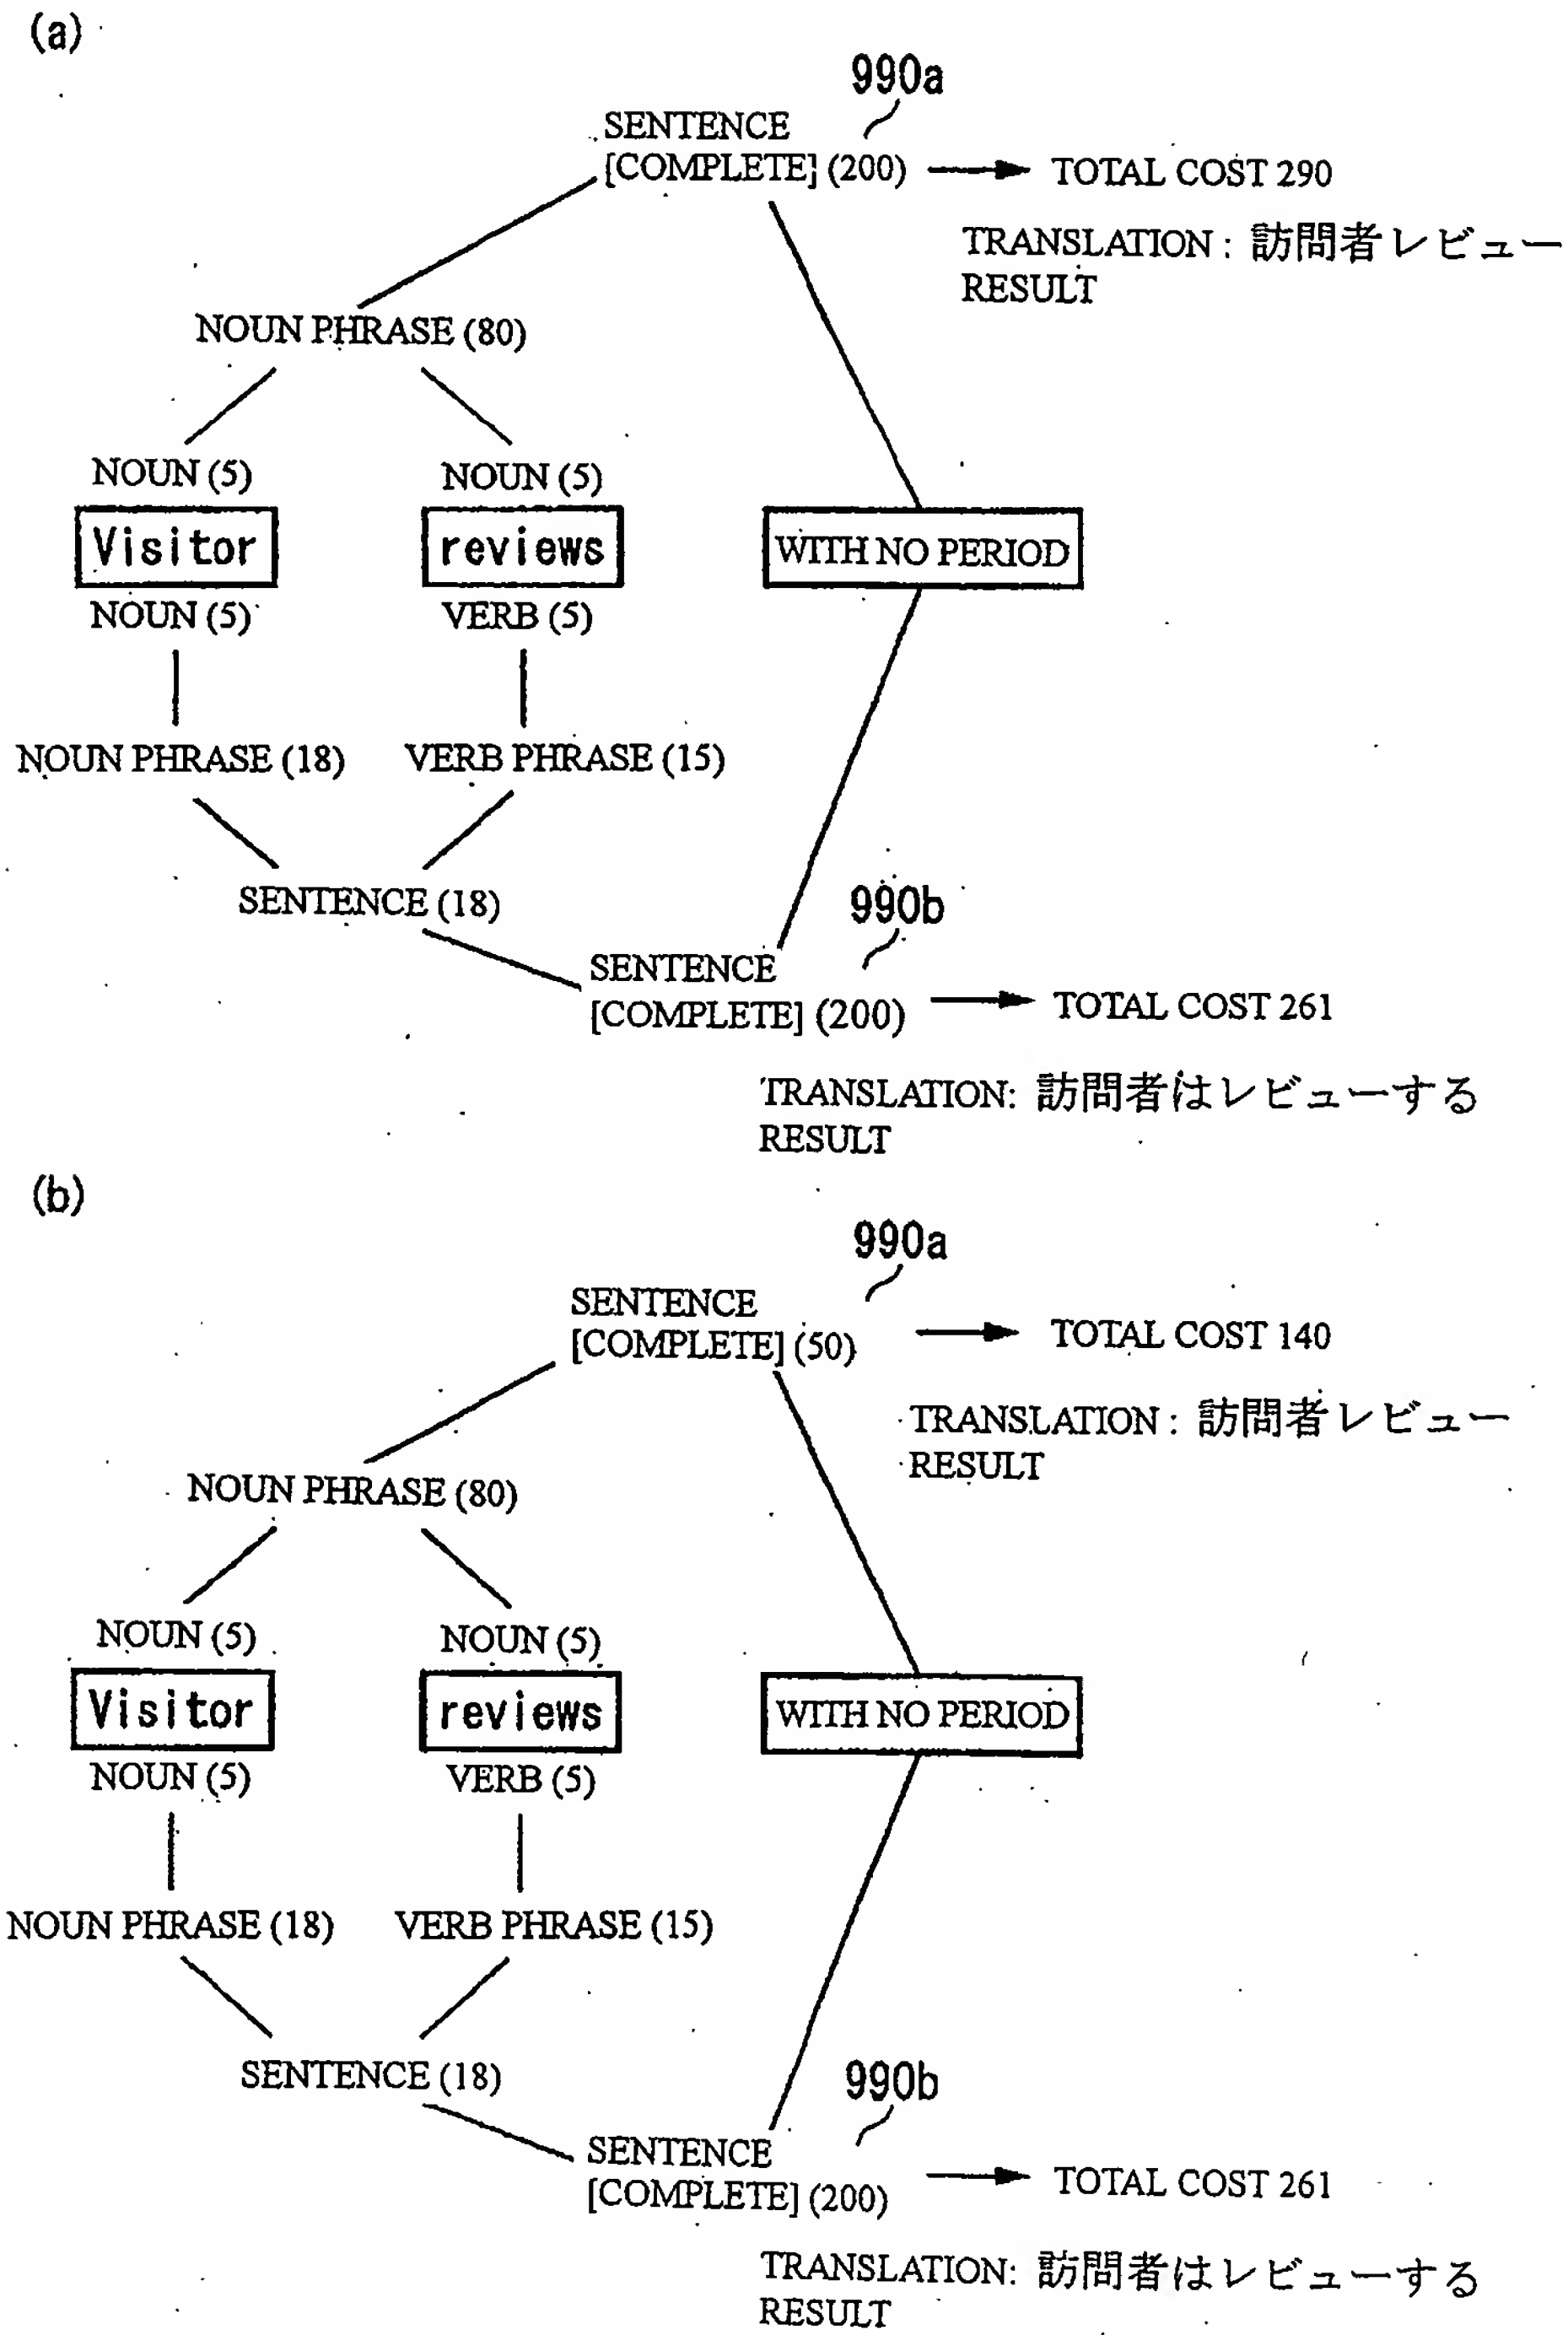 (a)
990a
SENTENCE
[COMPLETE] (200)
TOTAL COST 290
TRANSLATION : 訪問者レビュー
RESULT
NOUN PHRASE (80)
NOUN (5)
NOUN (5)
Visitor
reviews
WITH NO PERIOD
NOUN (5)
VERB (5)
NOUN PHRASE (18)
VERB PHRASE (15)
SENTENCE (18)
990b
SENTENCE
[COMPLETE] (200)
TOTAL COST 261
TRANSLATION: 訪問者はレビューする
RESULT
(b)
990a
SENTENCE
[COMPLETE] (50)
TOTAL COST 140
TRANSLATION : 訪問者レビュー
RESULT
NOUN PHRASE (80)
NOUN (5)
NOUN (5)
Visitor
reviews
WITH NO PERIOD
NOUN (5)
VERB (5)
NOUN PHRASE (18)
VERB PHRASE (15)
SENTENCE (18)
990b
SENTENCE
[COMPLETE] (200)
TOTAL COST 261
TRANSLATION: 訪問者はレビューする
RESULT